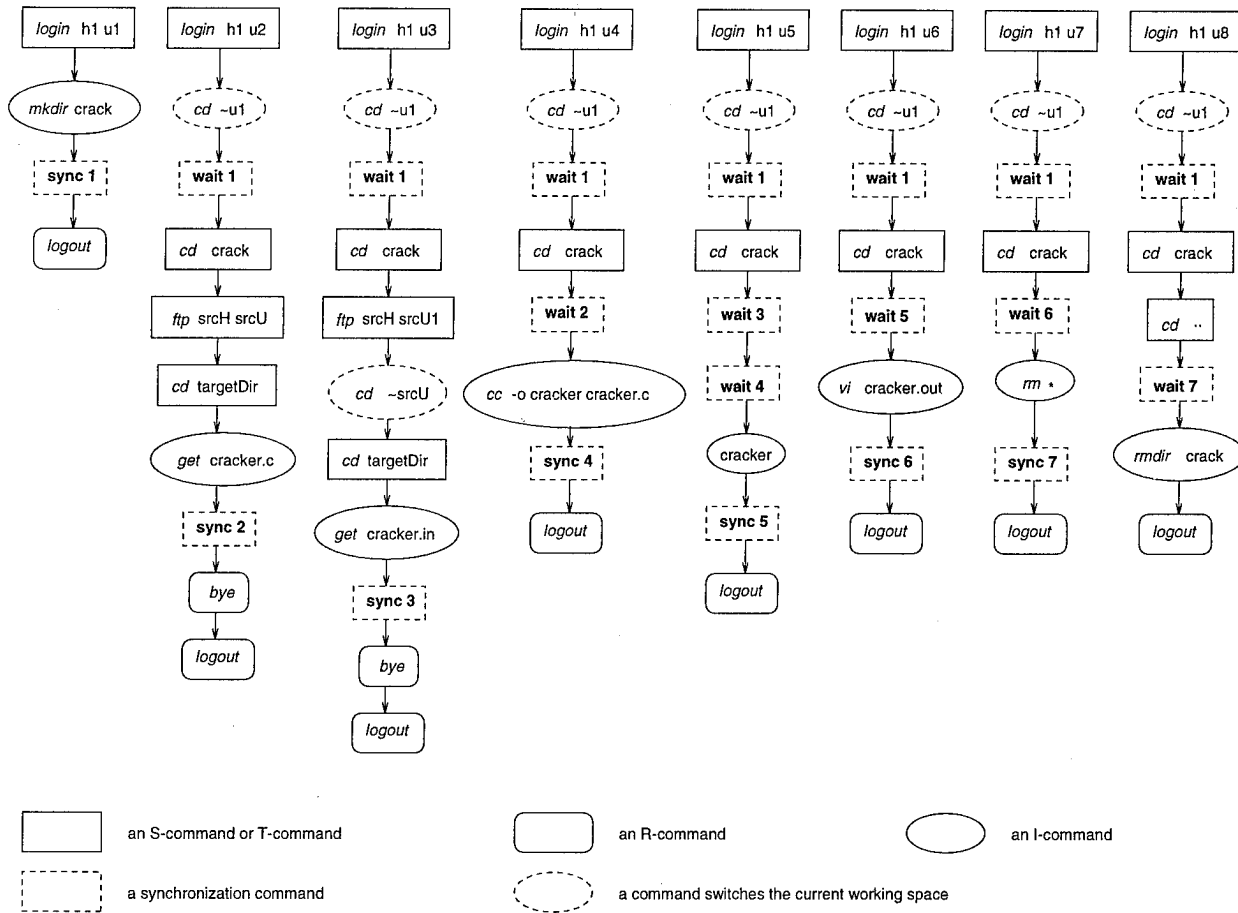 login h1 u1
mkdir crack
sync 1
logout
login h1 u2
cd ~u1
wait 1
cd crack
ftp srcH srcU
cd targetDir
get cracker.c
sync 2
bye
logout
login h1 u3
cd ~u1
wait 1
cd crack
ftp srcH srcU1
cd ~srcU
cd targetDir
get cracker.in
sync 3
bye
logout
login h1 u4
cd ~u1
wait 1
cd crack
wait 2
cc -o cracker cracker.c
sync 4
logout
login h1 u5
cd ~u1
wait 1
cd crack
wait 3
wait 4
cracker
sync 5
logout
login h1 u6
cd ~u1
wait 1
cd crack
wait 5
vi cracker.out
sync 6
logout
login h1 u7
cd ~u1
wait 1
cd crack
wait 6
rm *
sync 7
logout
login h1 u8
cd ~u1
wait 1
cd crack
cd ..
wait 7
rmdir crack
logout
an S-command or T-command
an R-command
an I-command
a synchronization command
a command switches the current working space